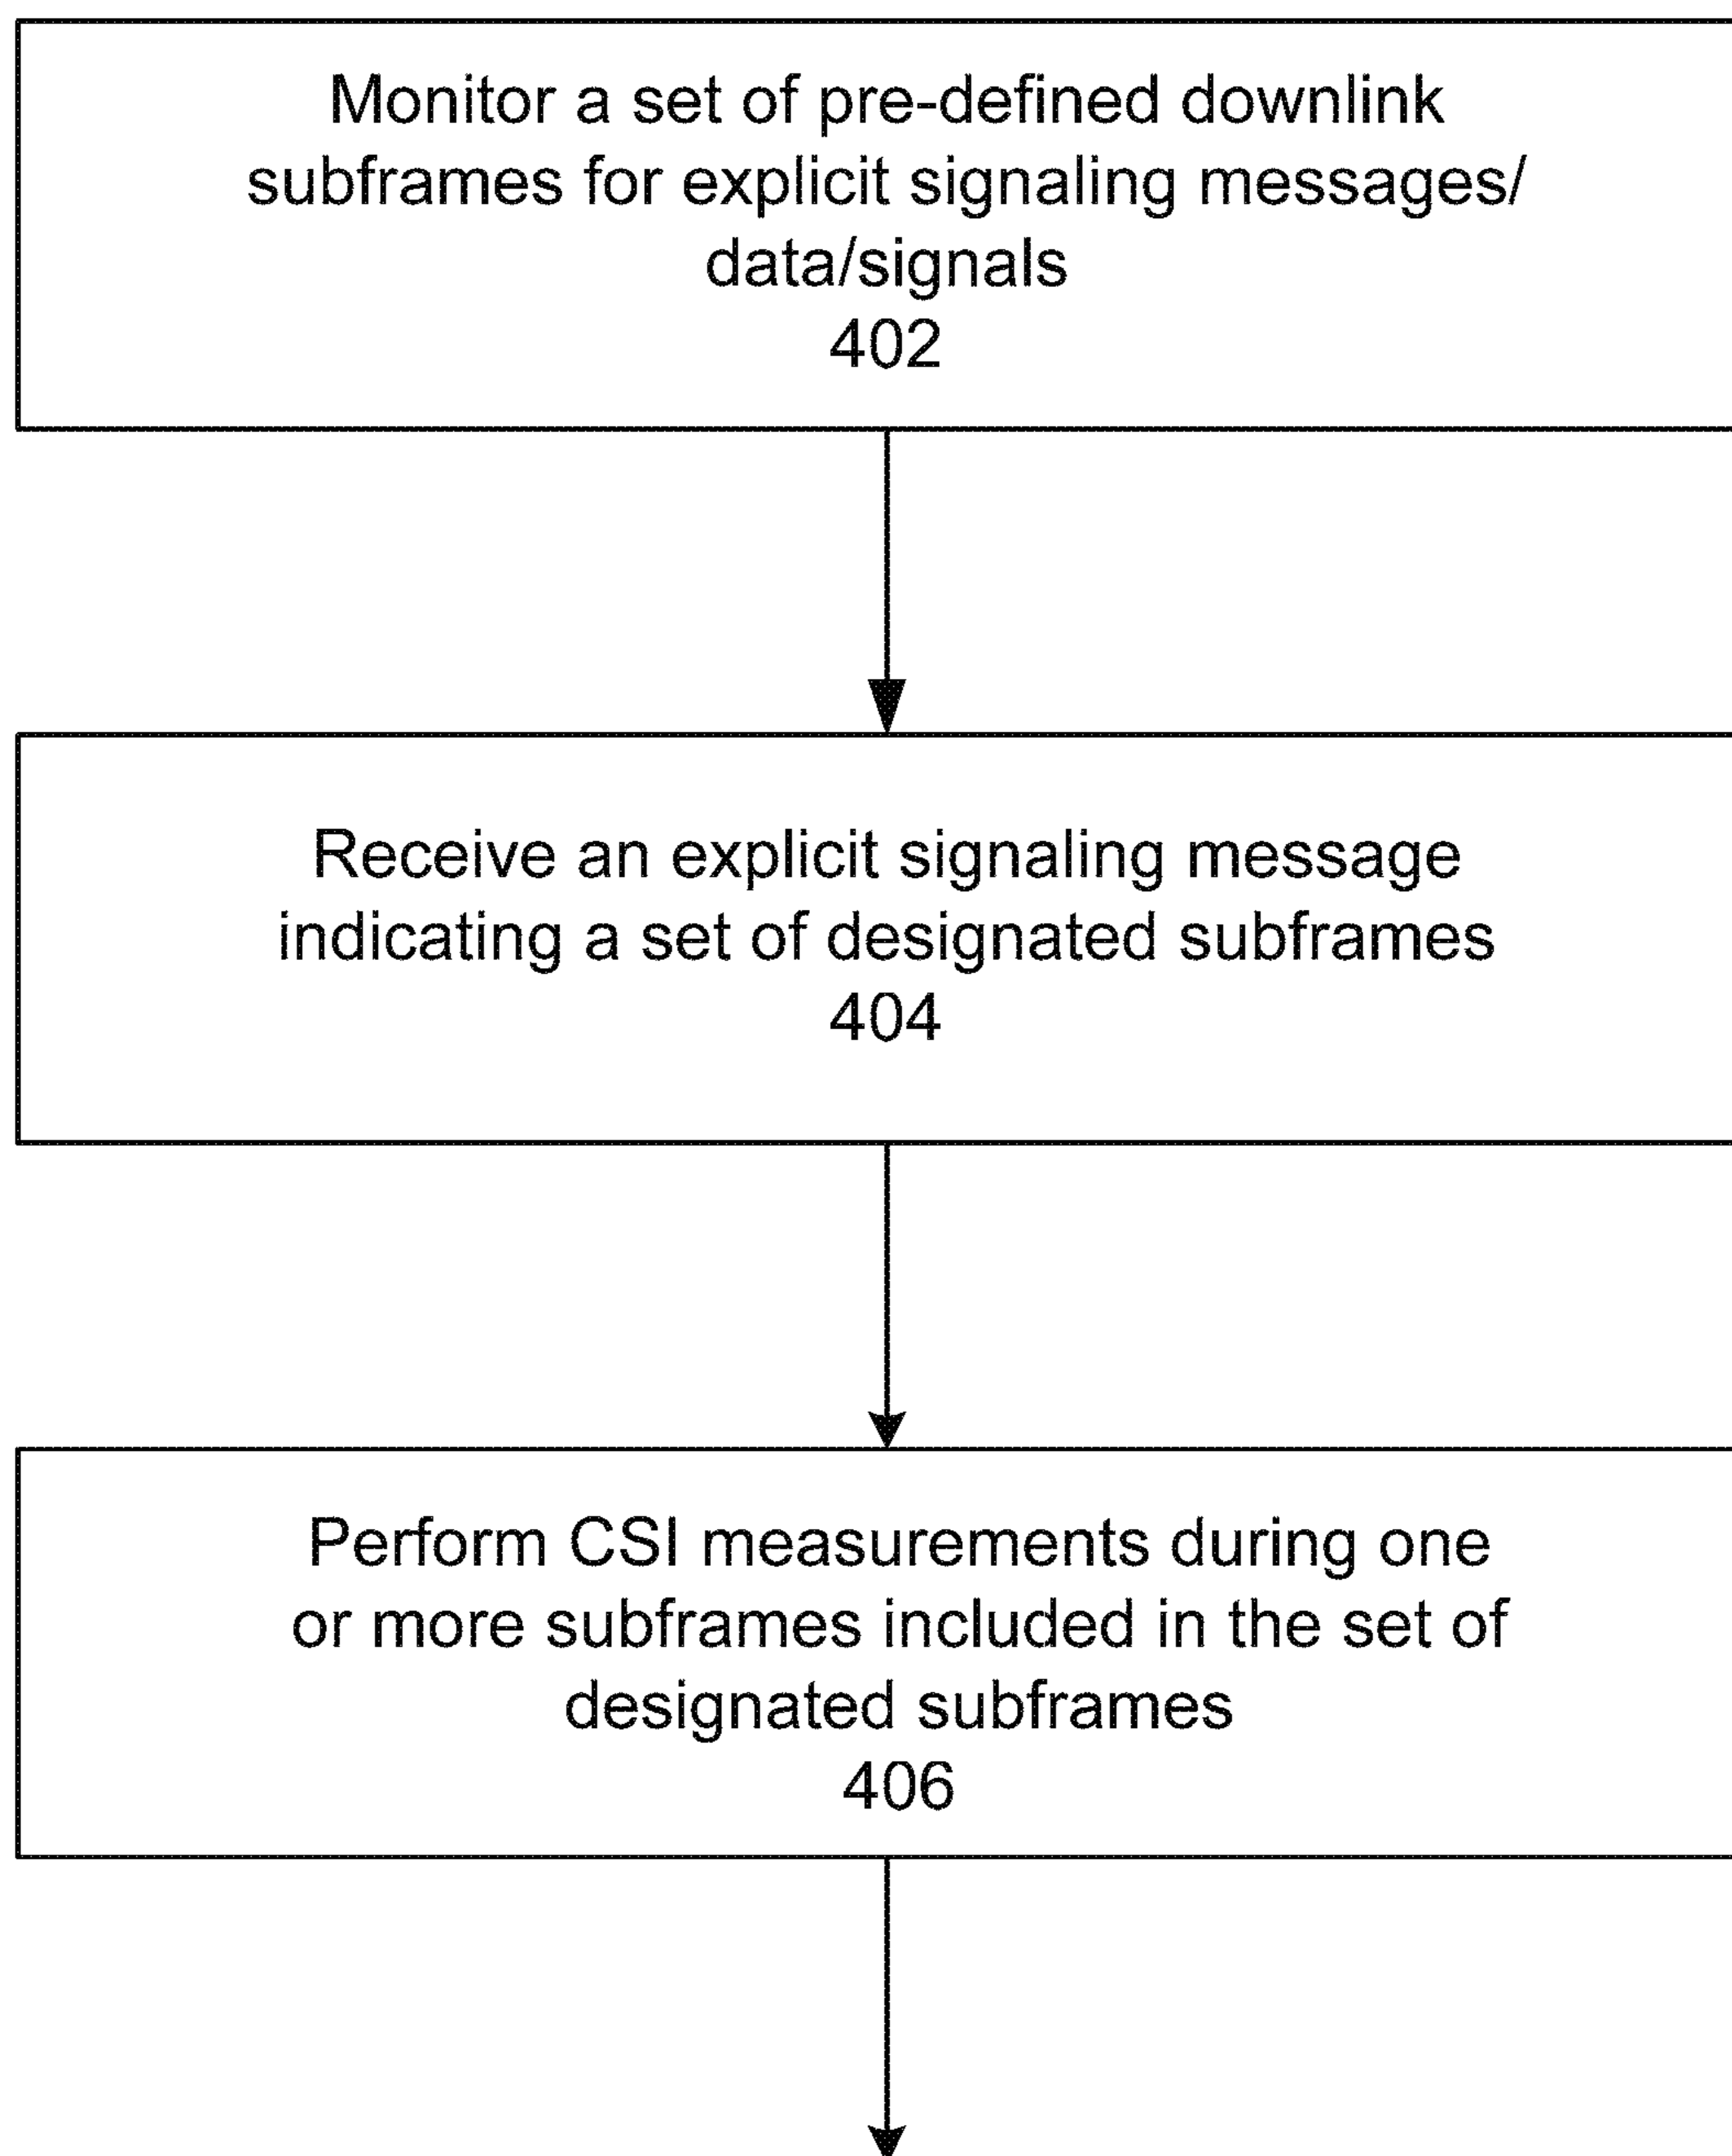 Monitor a set of pre-defined downlink
subframes for explicit signaling messages/
data/signals
402
Receive an explicit signaling message
indicating a set of designated subframes
404
Perform CSI measurements during one
or more subframes included in the set of
designated subframes
406